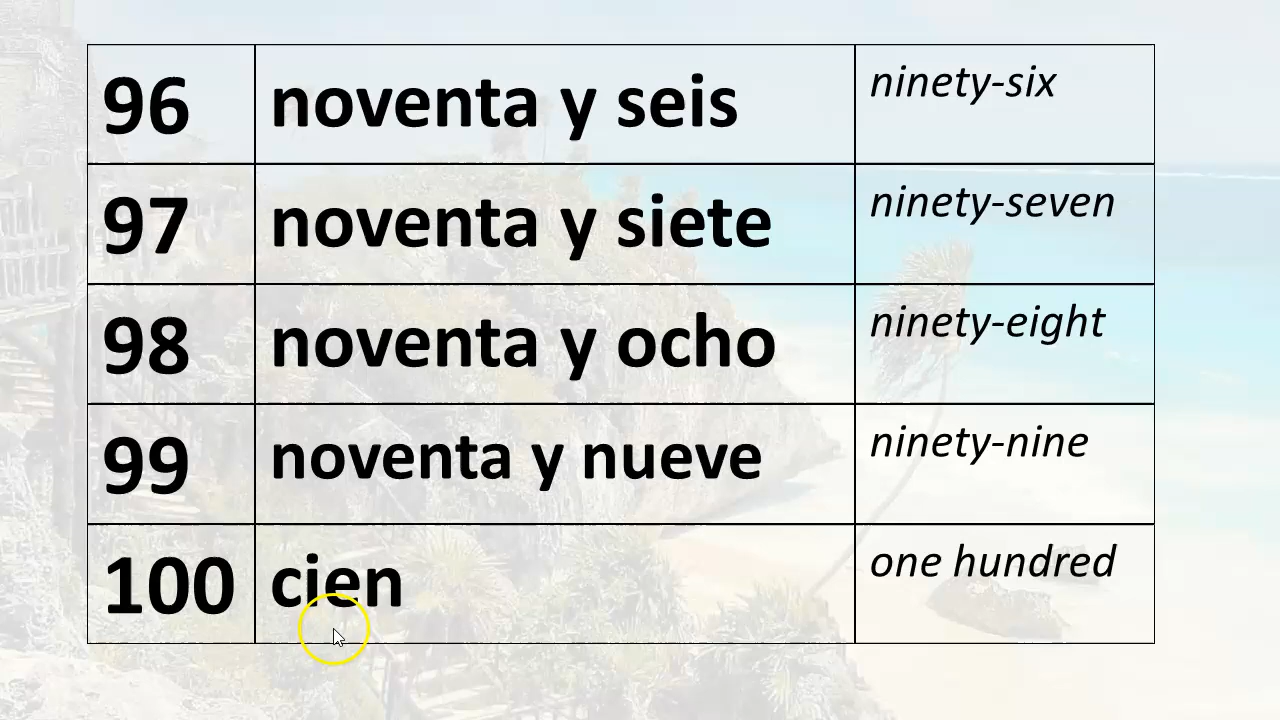 96 noventa y seis ninety-six
97 noventa y siete ninety-seven
98 noventa y ocho ninety-eight
99 noventa y nueve ninety-nine
100 cien one hundred